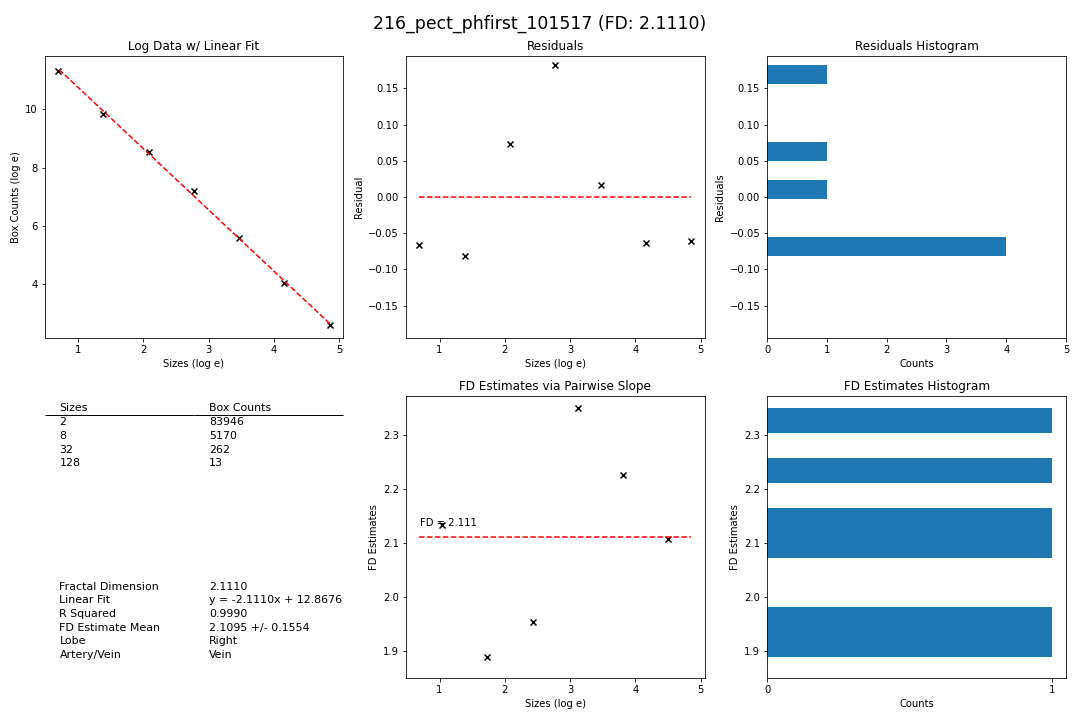 216_pect_phfirst_101517 (FD: 2.1110)
Log Data w/ Linear Fit
Box Counts (log e)
10
8
6
4
1 2 3 4 5
Sizes (log e)
Residuals
Residual
0.15
0.10
0.05
0.00
−0.05
−0.10
−0.15
1 2 3 4 5
Sizes (log e)
Residuals Histogram
Residuals
0.15
0.10
0.05
0.00
−0.05
−0.10
−0.15
0 1 2 3 4 5
Counts
Sizes Box Counts
2 83946
8 5170
32 262
128 13
Fractal Dimension 2.1110
Linear Fit y = -2.1110x + 12.8676
R Squared 0.9990
FD Estimate Mean 2.1095 +/- 0.1554
Lobe Right
Artery/Vein Vein
FD Estimates via Pairwise Slope
FD Estimates
2.3
2.2
2.1
2.0
1.9
FD = 2.111
1 2 3 4 5
Sizes (log e)
FD Estimates Histogram
FD Estimates
2.3
2.2
2.1
2.0
1.9
0 1
Counts